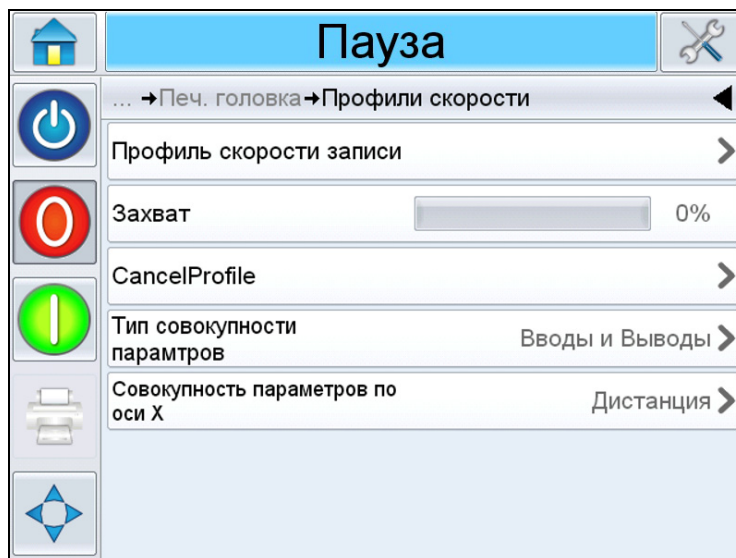 Пауза
... →Печ. головка→Профили скорости
Профиль скорости записи
Захват 0%
CancelProfile
Тип совокупности
парамтров Вводы и Выводы
Совокупность параметров по
оси X Дистанция